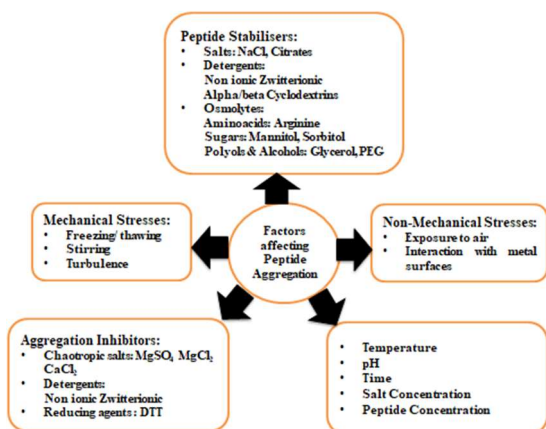 Peptide Stabilisers:
• Salts: NaCl, Citrates
• Detergents:
Non ionic Zwitterionic
Alpha/beta Cyclodextrins
• Osmolytes:
Aminoacids: Arginine
Sugars: Mannitol, Sorbitol
Polyols & Alcohols: Glycerol, PEG
Mechanical Stresses:
• Freezing/ thawing
• Stirring
• Turbulence
Factors
affecting
Peptide
Aggregation
Non-Mechanical Stresses:
• Exposure to air
• Interaction with metal
surfaces
Aggregation Inhibitors:
• Chaotropic salts: MgSO₄ MgCl₂
CaCl₂
• Detergents:
Non ionic Zwitterionic
• Reducing agents : DTT
• Temperature
• pH
• Time
• Salt Concentration
• Peptide Concentration